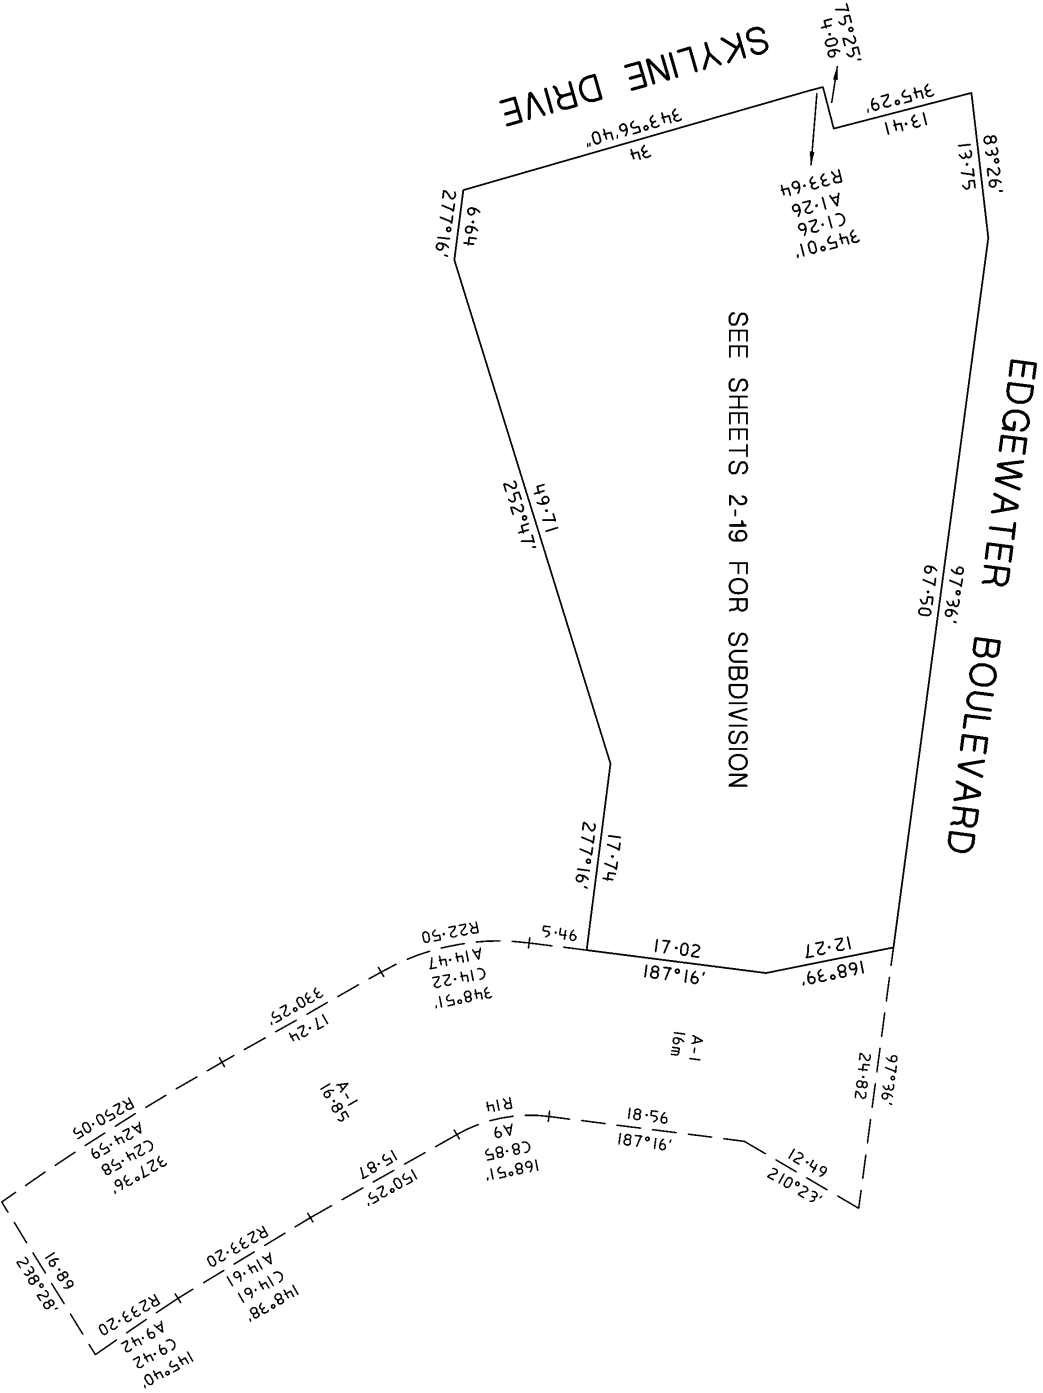 SKYLINE DRIVE
75°25'
4·06
345°29'
13·41
83°26'
13·75
343°56'40"
34
R33·64
A1·26
C1·26
345°01'
6·64
277°16'
SEE SHEETS 2-19 FOR SUBDIVISION
EDGEWATER BOULEVARD
97°36'
67·50
49·71
252°47'
17·74
277°16'
5·46
17·02
187°16'
12·27
168°39'
R22·50
A14·47
C14·22
348°51'
330°25'
17·24
A-1
16m
97°36'
24·82
A-1
16·85
R14
A9
C8·85
168°51'
18·56
187°16'
12·49
210°23'
R250·05
A24·59
C24·58
327°36'
15·87
150°25'
R233·20
A14·61
C14·61
148°38'
16·89
238°28'
R233·20
A9·42
C9·42
145°40'